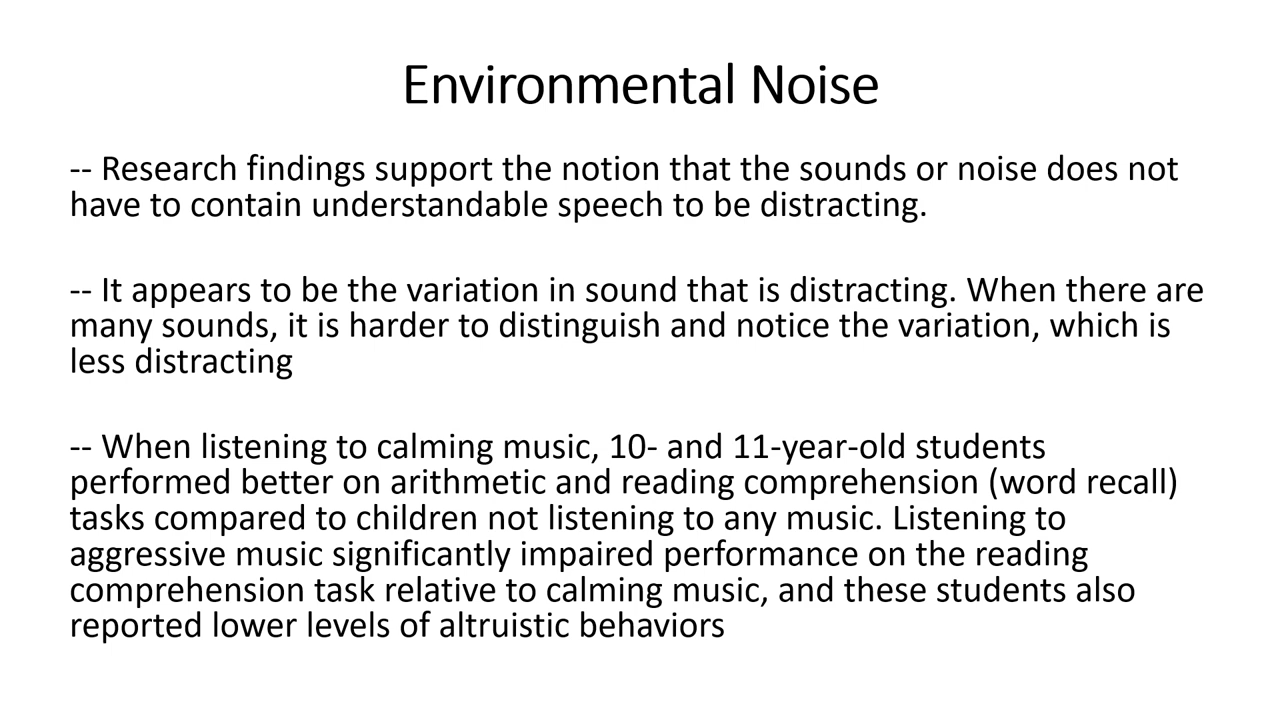 Environmental Noise
-- Research findings support the notion that the sounds or noise does not
have to contain understandable speech to be distracting.
-- It appears to be the variation in sound that is distracting. When there are
many sounds, it is harder to distinguish and notice the variation, which is
less distracting
-- When listening to calming music, 10- and 11-year-old students
performed better on arithmetic and reading comprehension (word recall)
tasks compared to children not listening to any music. Listening to
aggressive music significantly impaired performance on the reading
comprehension task relative to calming music, and these students also
reported lower levels of altruistic behaviors